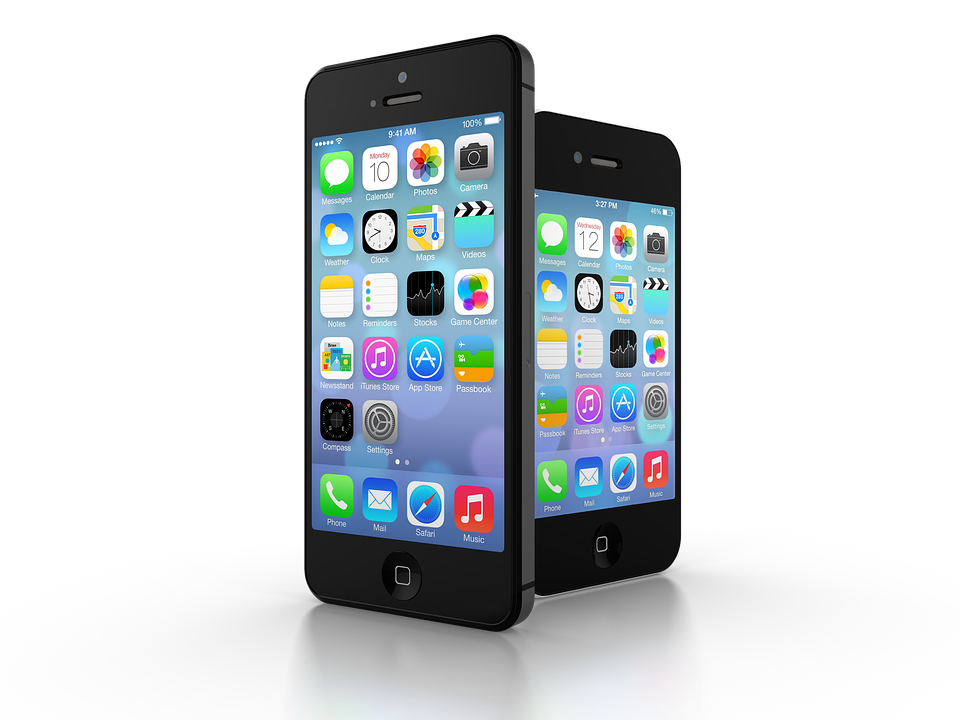 9:41 AM 100%
Monday
10
Messages Calendar Photos Camera
280
Weather Clock Maps Videos
Notes Reminders Stocks Game Center
Newsstand iTunes Store App Store Passbook
N
W E
S
Compass Settings
Phone Mail Safari Music
3:27 PM 46%
Wednesday
12
Messages Calendar Photos Camera
280
Weather Clock Maps Videos
Notes Reminders Stocks Game Center
Passbook iTunes Store App Store Settings
Phone Mail Safari Music